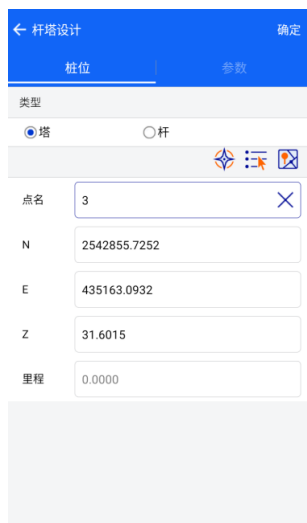 杆塔设计 确定
桩位 参数
类型
塔 杆
点名 3
N 2542855.7252
E 435163.0932
Z 31.6015
里程 0.0000